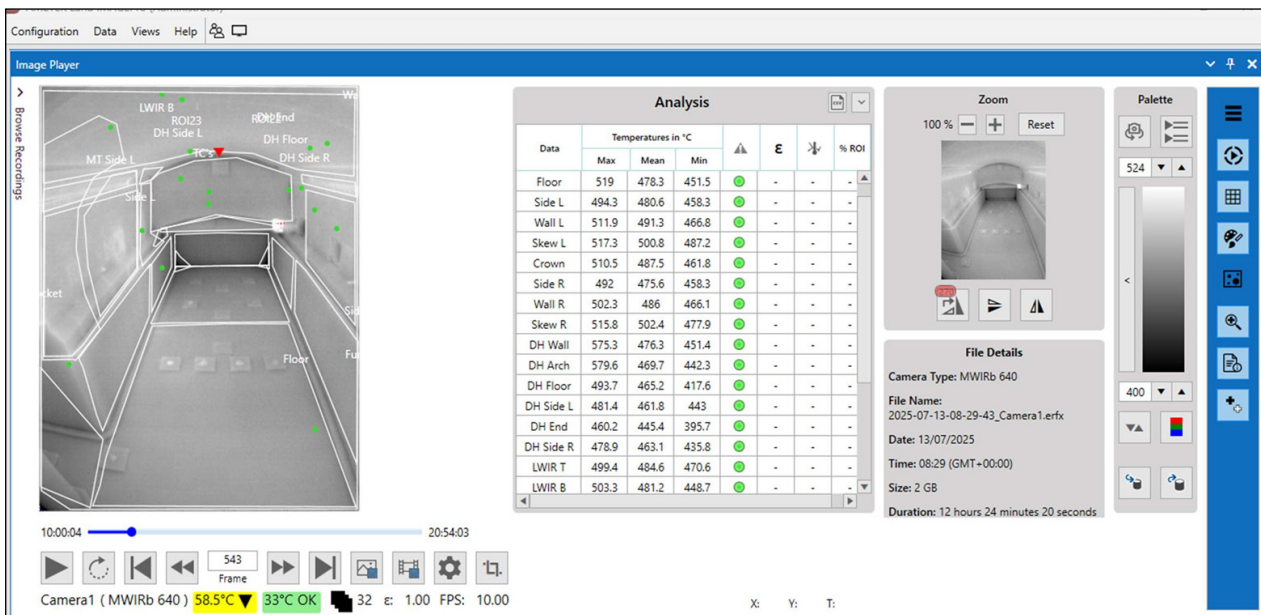 Configuration Data Views Help
Image Player
Browse Recordings
LWIR B
ROI23
DH End
DH Side L
DH Floor
MT Side L
TC's
DH Side R
Side L
Floor
10:00:04 20:54:03
543
Frame
Camera1 ( MWIRb 640 ) 58.5°C ▼ 33°C OK 32 ε: 1.00 FPS: 10.00
X: Y: T:
Analysis
OFF
Data Temperatures in °C ε % ROI
Max Mean Min
Floor 519 478.3 451.5 - - -
Side L 494.3 480.6 458.3 - - -
Wall L 511.9 491.3 466.8 - - -
Skew L 517.3 500.8 487.2 - - -
Crown 510.5 487.5 461.8 - - -
Side R 492 475.6 458.3 - - -
Wall R 502.3 486 466.1 - - -
Skew R 515.8 502.4 477.9 - - -
DH Wall 575.3 476.3 451.4 - - -
DH Arch 579.6 469.7 442.3 - - -
DH Floor 493.7 465.2 417.6 - - -
DH Side L 481.4 461.8 443 - - -
DH End 460.2 445.4 395.7 - - -
DH Side R 478.9 463.1 435.8 - - -
LWIR T 499.4 484.6 470.6 - - -
LWIR B 503.3 481.2 448.7 - - -
Zoom
100 % Reset
270
File Details
Camera Type: MWIRb 640
File Name:
2025-07-13-08-29-43_Camera1.erfx
Date: 13/07/2025
Time: 08:29 (GMT+00:00)
Size: 2 GB
Duration: 12 hours 24 minutes 20 seconds
Palette
524
<
400